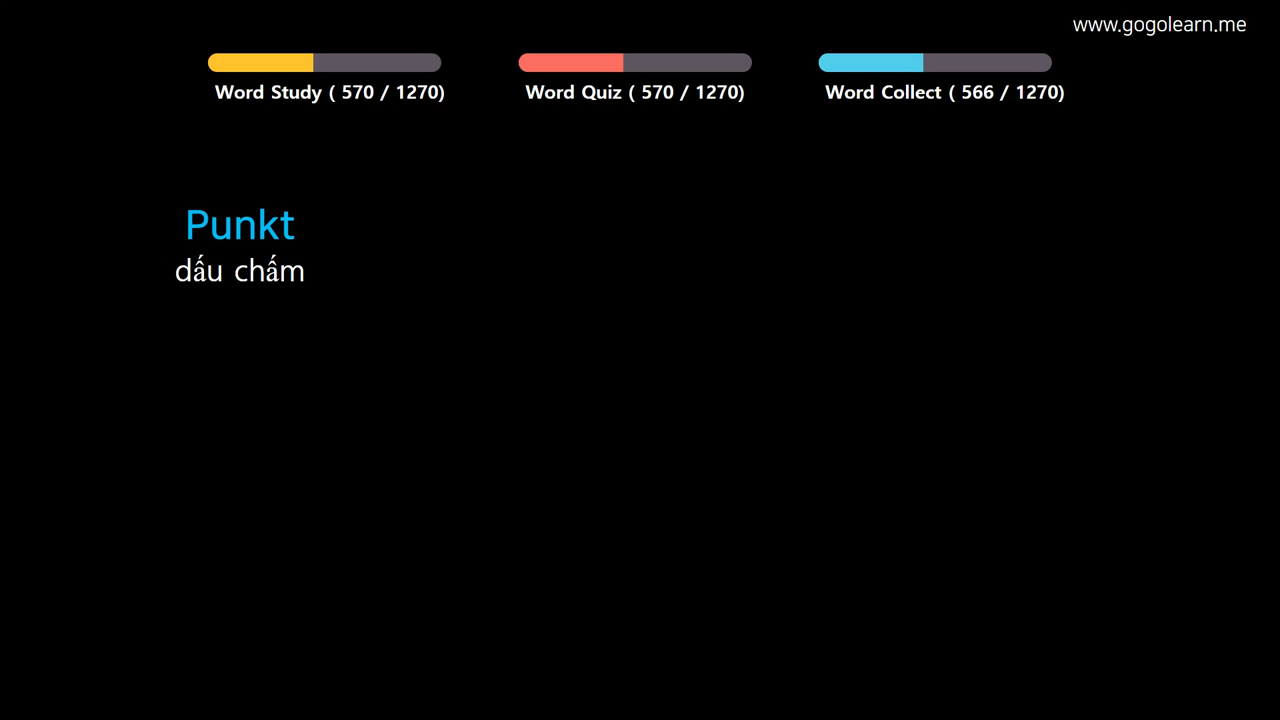 www.gogolearn.me
Word Study ( 570 / 1270)
Word Quiz ( 570 / 1270)
Word Collect ( 566 / 1270)
Punkt
dấu chấm